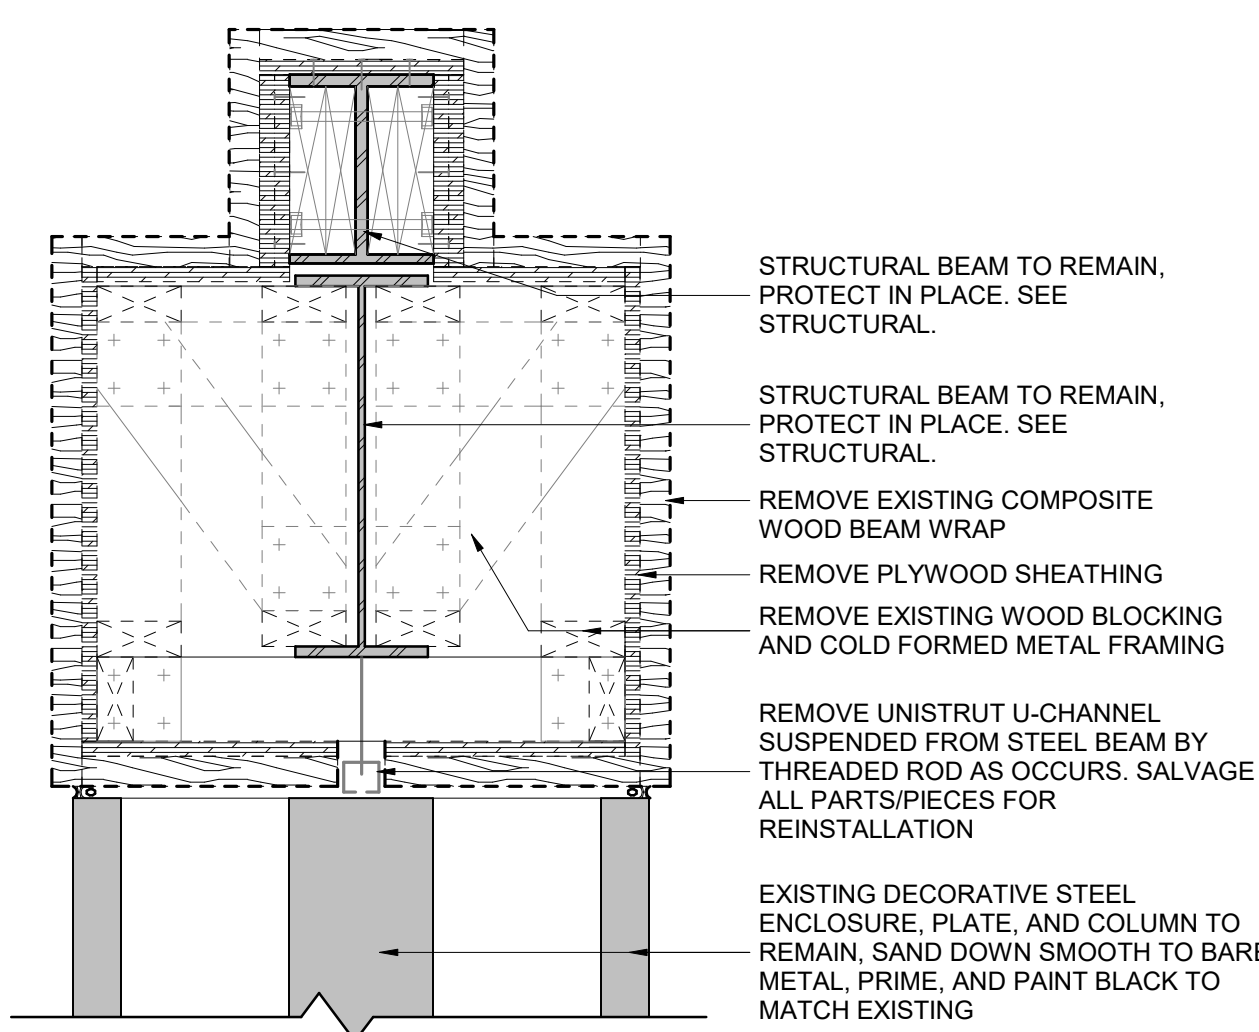 STRUCTURAL BEAM TO REMAIN,
PROTECT IN PLACE. SEE
STRUCTURAL.
STRUCTURAL BEAM TO REMAIN,
PROTECT IN PLACE. SEE
STRUCTURAL.
REMOVE EXISTING COMPOSITE
WOOD BEAM WRAP
REMOVE PLYWOOD SHEATHING
REMOVE EXISTING WOOD BLOCKING
AND COLD FORMED METAL FRAMING
REMOVE UNISTRUT U-CHANNEL
SUSPENDED FROM STEEL BEAM BY
THREADED ROD AS OCCURS. SALVAGE
ALL PARTS/PIECES FOR
REINSTALLATION
EXISTING DECORATIVE STEEL
ENCLOSURE, PLATE, AND COLUMN TO
REMAIN, SAND DOWN SMOOTH TO BARE
METAL, PRIME, AND PAINT BLACK TO
MATCH EXISTING